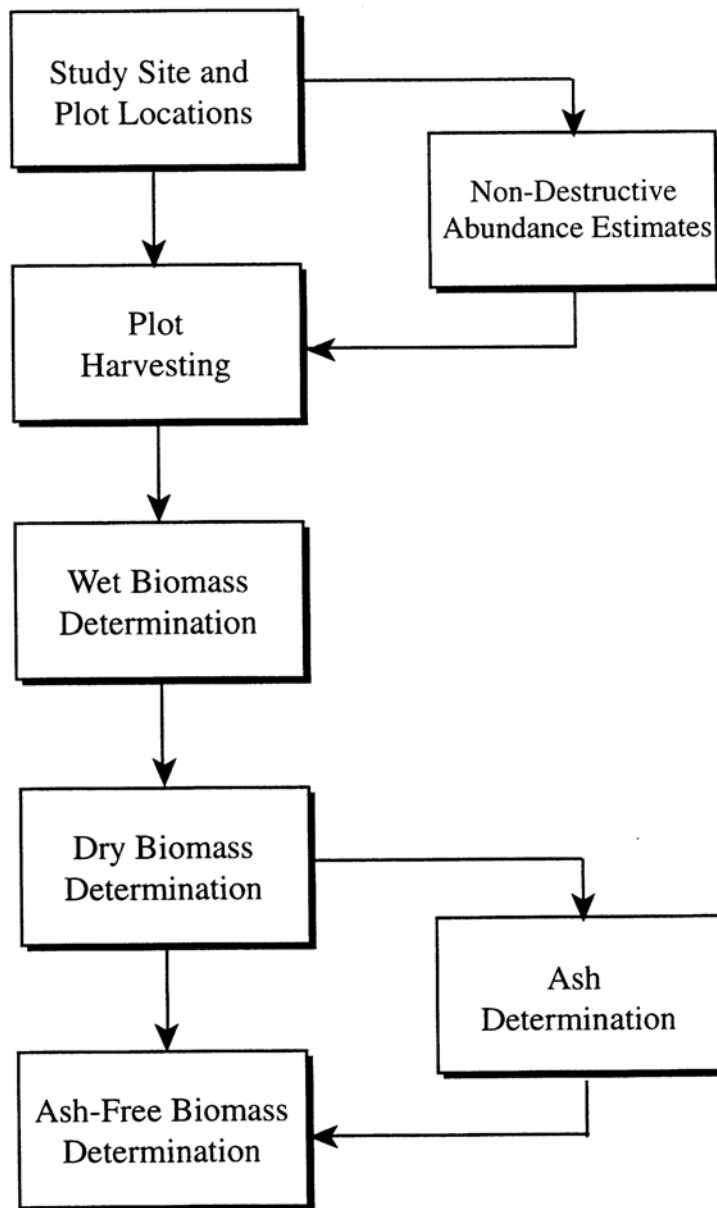 Study Site and
Plot Locations
Non-Destructive
Abundance Estimates
Plot
Harvesting
Wet Biomass
Determination
Dry Biomass
Determination
Ash
Determination
Ash-Free Biomass
Determination